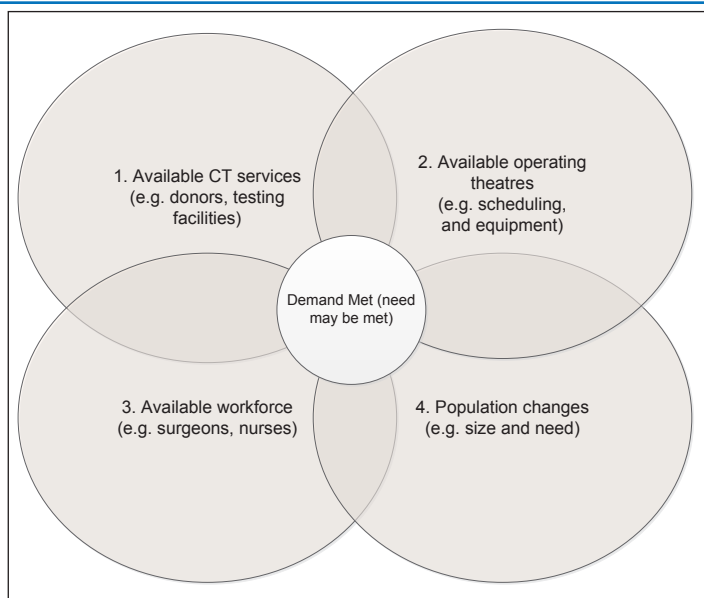 1. Available CT services
(e.g. donors, testing
facilities)
2. Available operating
theatres
(e.g. scheduling,
and equipment)
Demand Met (need
may be met)
3. Available workforce
(e.g. surgeons, nurses)
4. Population changes
(e.g. size and need)